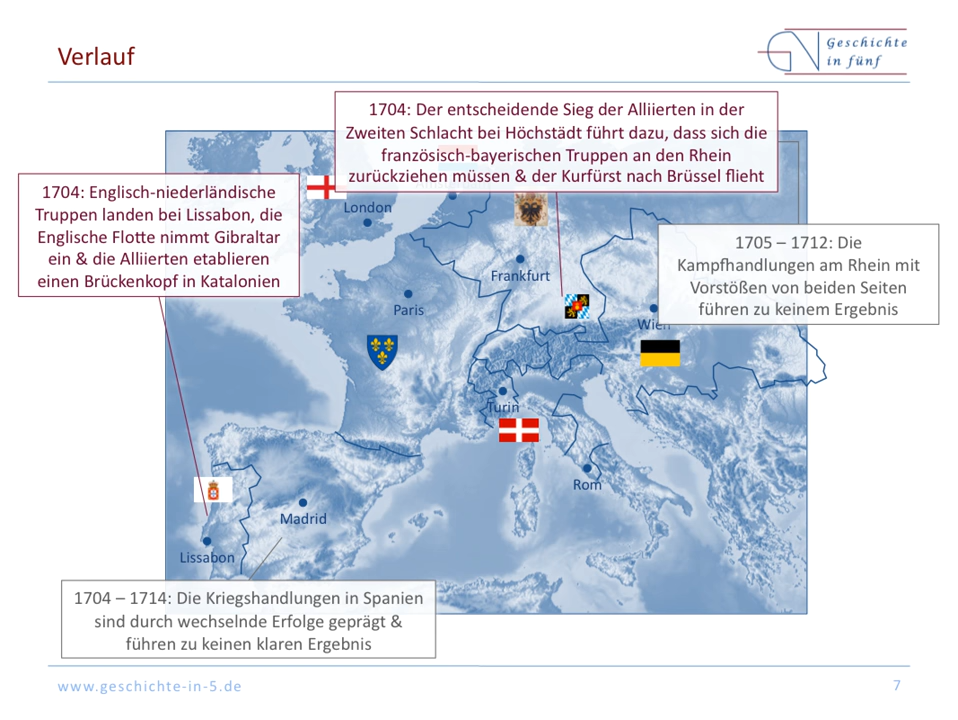 Verlauf
Geschichte
in fünf
1704: Der entscheidende Sieg der Alliierten in der
Zweiten Schlacht bei Höchstädt führt dazu, dass sich die
französisch-bayerischen Truppen an den Rhein
zurückziehen müssen & der Kurfürst nach Brüssel flieht
1704: Englisch-niederländische
Truppen landen bei Lissabon, die
Englische Flotte nimmt Gibraltar
ein & die Alliierten etablieren
einen Brückenkopf in Katalonien
London
1705 – 1712: Die
Kampfhandlungen am Rhein mit
Vorstößen von beiden Seiten
führen zu keinem Ergebnis
Frankfurt
Paris
Wien
Turin
Rom
Madrid
Lissabon
1704 – 1714: Die Kriegshandlungen in Spanien
sind durch wechselnde Erfolge geprägt &
führen zu keinen klaren Ergebnis
www.geschichte-in-5.de
7